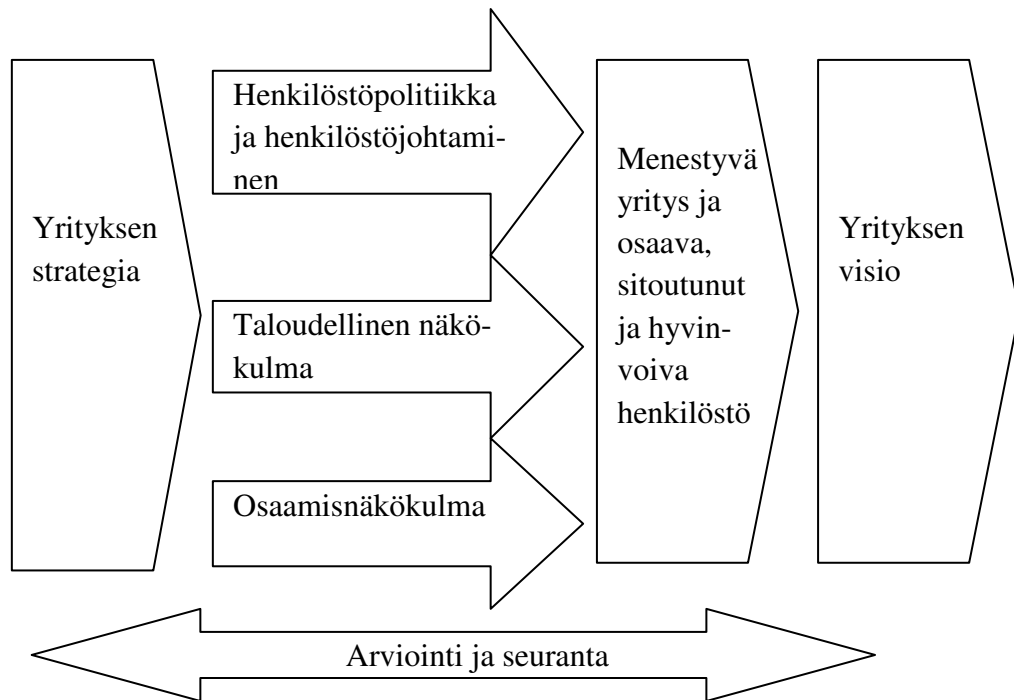 Yrityksen
strategia
Henkilöstöpolitiikka
ja henkilöstöjohtami-
nen
Taloudellinen näkö-
kulma
Osaamisnäkökulma
Menestyvä
yritys ja
osaava,
sitoutunut
ja hyvin-
voiva
henkilöstö
Yrityksen
visio
Arviointi ja seuranta